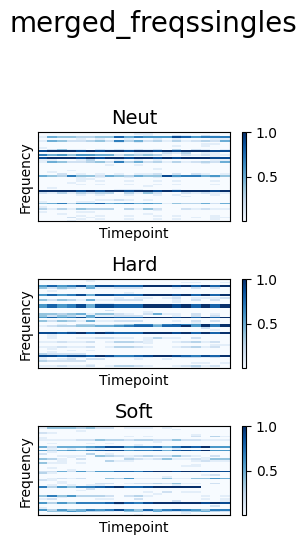 merged_freqssingles
Neut
1.0
0.5
Frequency
Timepoint
Hard
1.0
0.5
Frequency
Timepoint
Soft
1.0
0.5
Frequency
Timepoint